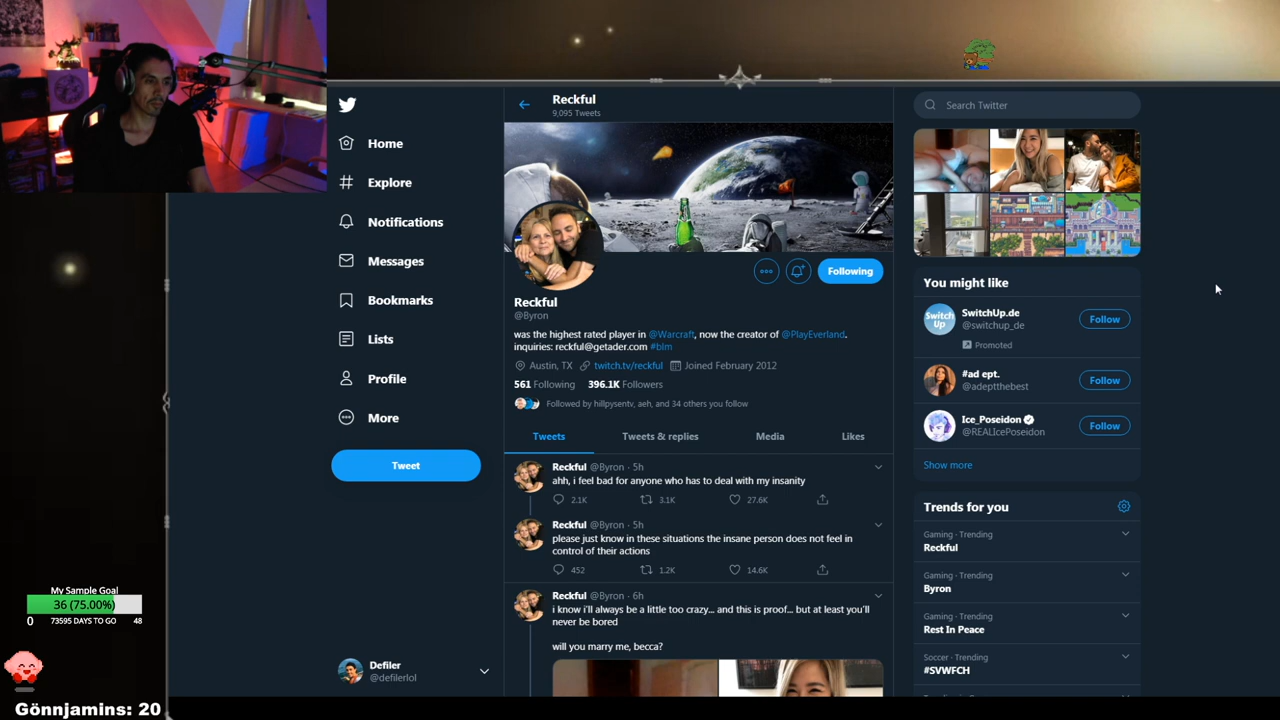 Reckful
9,095 Tweets
Search Twitter
Home
Explore
Notifications
Messages
Bookmarks
Lists
Profile
More
Tweet
Following
Reckful
@Byron
was the highest rated player in @Warcraft, now the creator of @PlayEverland.
inquiries: reckful@getader.com #blm
Austin, TX twitch.tv/reckful Joined February 2012
561 Following 396.1K Followers
Followed by hillpysentv, aeh, and 34 others you follow
Tweets Tweets & replies Media Likes
Reckful @Byron · 5h
ahh, i feel bad for anyone who has to deal with my insanity
2.1K 3.1K 27.6K
Reckful @Byron · 5h
please just know in these situations the insane person does not feel in
control of their actions
452 1.2K 14.6K
Reckful @Byron · 6h
i know i'll always be a little too crazy... and this is proof... but at least you'll
never be bored
will you marry me, becca?
You might like
Switch
Up
SwitchUp.de
@switchup_de
Follow
Promoted
#ad ept.
@adeptthebest
Follow
Ice_Poseidon
@REALIcePoseidon
Follow
Show more
Trends for you
Gaming · Trending
Reckful
Gaming · Trending
Byron
Gaming · Trending
Rest In Peace
Soccer · Trending
#SVWFCH
Defiler
@defilerlol
My Sample Goal
36 (75.00%)
0 73595 DAYS TO GO 48
Gönnjamins: 20